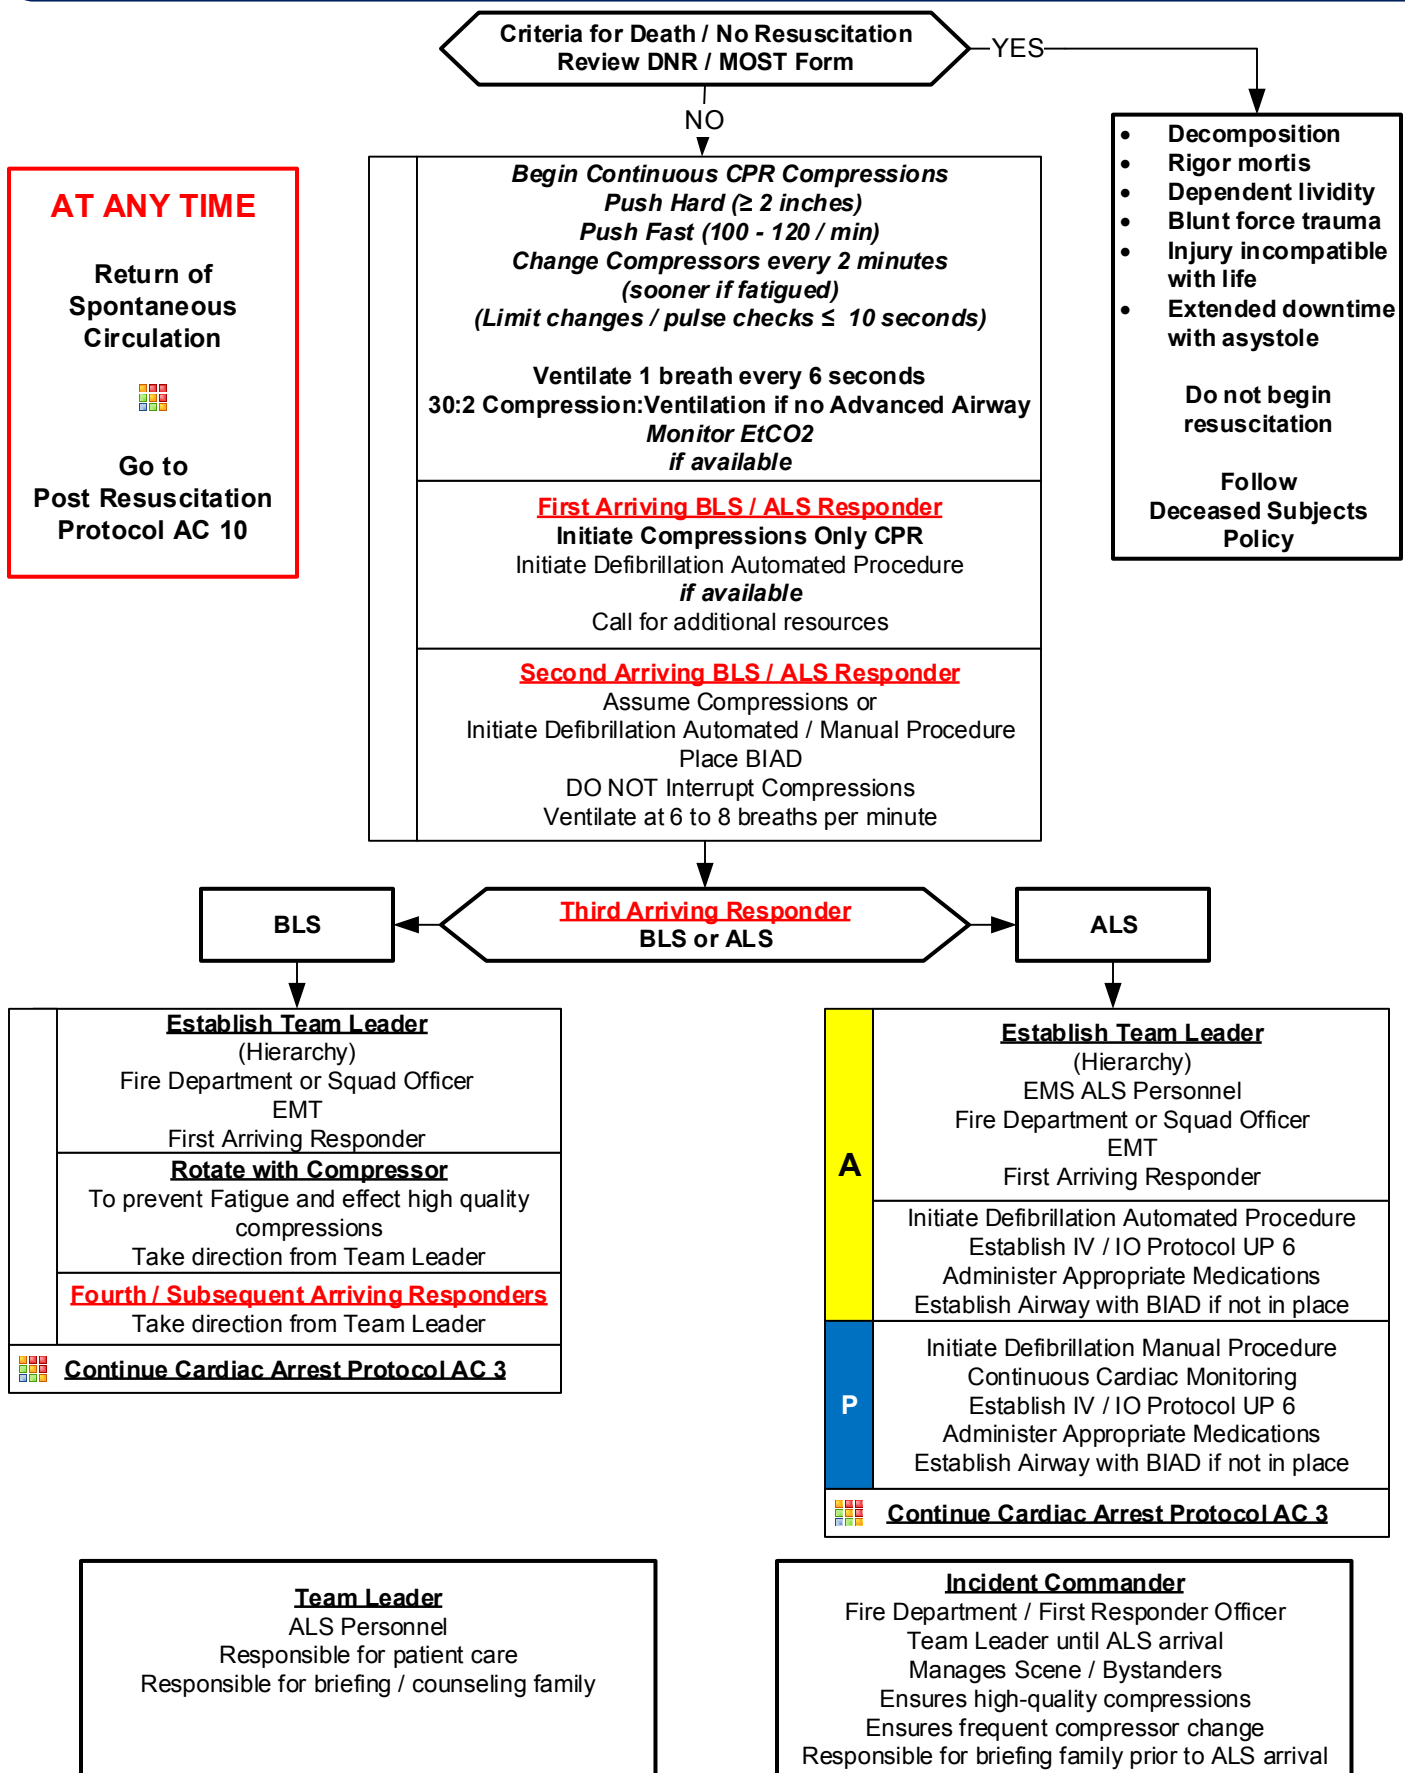 Criteria for Death / No Resuscitation
Review DNR / MOST Form
YES
NO
• Decomposition
• Rigor mortis
• Dependent lividity
• Blunt force trauma
• Injury incompatible
with life
• Extended downtime
with asystole
Do not begin
resuscitation
Follow
Deceased Subjects
Policy
AT ANY TIME
Return of
Spontaneous
Circulation
Go to
Post Resuscitation
Protocol AC 10
Begin Continuous CPR Compressions
Push Hard (≥ 2 inches)
Push Fast (100 - 120 / min)
Change Compressors every 2 minutes
(sooner if fatigued)
(Limit changes / pulse checks ≤ 10 seconds)
Ventilate 1 breath every 6 seconds
30:2 Compression:Ventilation if no Advanced Airway
Monitor EtCO2
if available
First Arriving BLS / ALS Responder
Initiate Compressions Only CPR
Initiate Defibrillation Automated Procedure
if available
Call for additional resources
Second Arriving BLS / ALS Responder
Assume Compressions or
Initiate Defibrillation Automated / Manual Procedure
Place BIAD
DO NOT Interrupt Compressions
Ventilate at 6 to 8 breaths per minute
BLS
Third Arriving Responder
BLS or ALS
ALS
Establish Team Leader
(Hierarchy)
Fire Department or Squad Officer
EMT
First Arriving Responder
Rotate with Compressor
To prevent Fatigue and effect high quality
compressions
Take direction from Team Leader
Fourth / Subsequent Arriving Responders
Take direction from Team Leader
Continue Cardiac Arrest Protocol AC 3
A
Establish Team Leader
(Hierarchy)
EMS ALS Personnel
Fire Department or Squad Officer
EMT
First Arriving Responder
Initiate Defibrillation Automated Procedure
Establish IV / IO Protocol UP 6
Administer Appropriate Medications
Establish Airway with BIAD if not in place
P
Initiate Defibrillation Manual Procedure
Continuous Cardiac Monitoring
Establish IV / IO Protocol UP 6
Administer Appropriate Medications
Establish Airway with BIAD if not in place
Continue Cardiac Arrest Protocol AC 3
Team Leader
ALS Personnel
Responsible for patient care
Responsible for briefing / counseling family
Incident Commander
Fire Department / First Responder Officer
Team Leader until ALS arrival
Manages Scene / Bystanders
Ensures high-quality compressions
Ensures frequent compressor change
Responsible for briefing family prior to ALS arrival